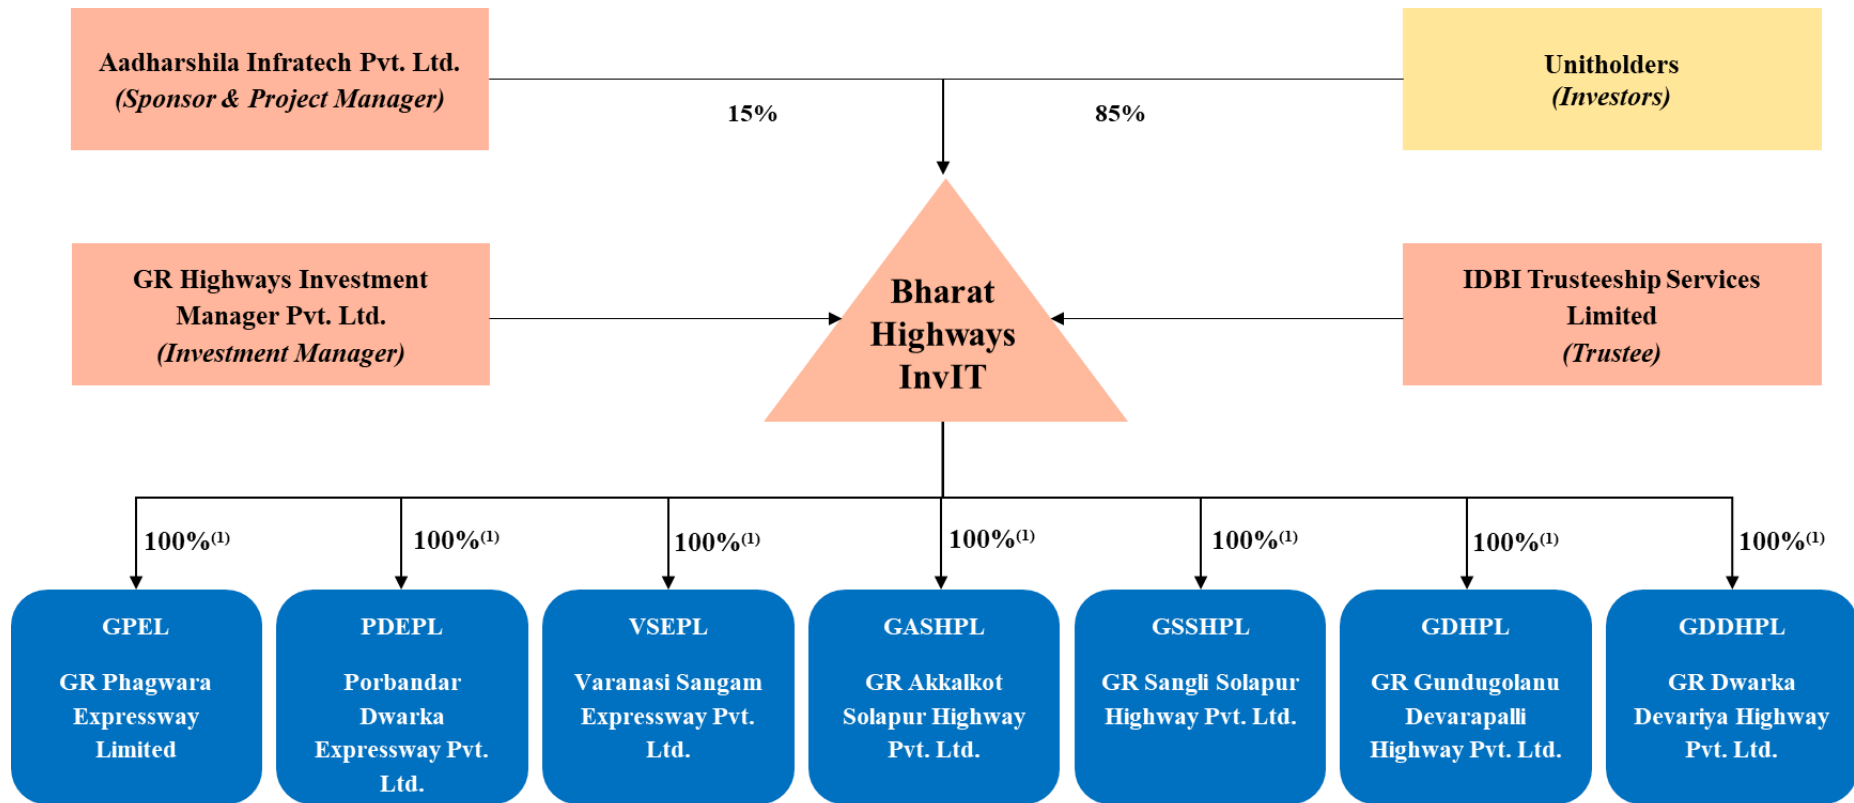 Aadharshila Infratech Pvt. Ltd.
(Sponsor & Project Manager)
15%
85%
Unitholders
(Investors)
GR Highways Investment
Manager Pvt. Ltd.
(Investment Manager)
Bharat
Highways
InvIT
IDBI Trusteeship Services
Limited
(Trustee)
100%(1)
100%(1)
100%(1)
100%(1)
100%(1)
100%(1)
100%(1)
GPEL
GR Phagwara
Expressway
Limited
PDEPL
Porbandar
Dwarka
Expressway Pvt.
Ltd.
VSEPL
Varanasi Sangam
Expressway Pvt.
Ltd.
GASHPL
GR Akkalkot
Solapur Highway
Pvt. Ltd.
GSSHPL
GR Sangli Solapur
Highway Pvt. Ltd.
GDHPL
GR Gundugolanu
Devarapalli
Highway Pvt. Ltd.
GDDHPL
GR Dwarka
Devariya Highway
Pvt. Ltd.